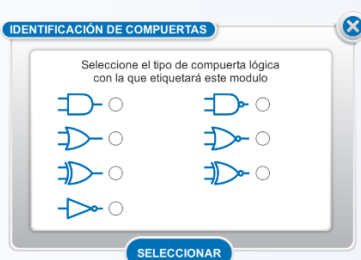 IDENTIFICACIÓN DE COMPUERTAS
Seleccione el tipo de compuerta lógica
con la que etiquetará este modulo
SELECCIONAR